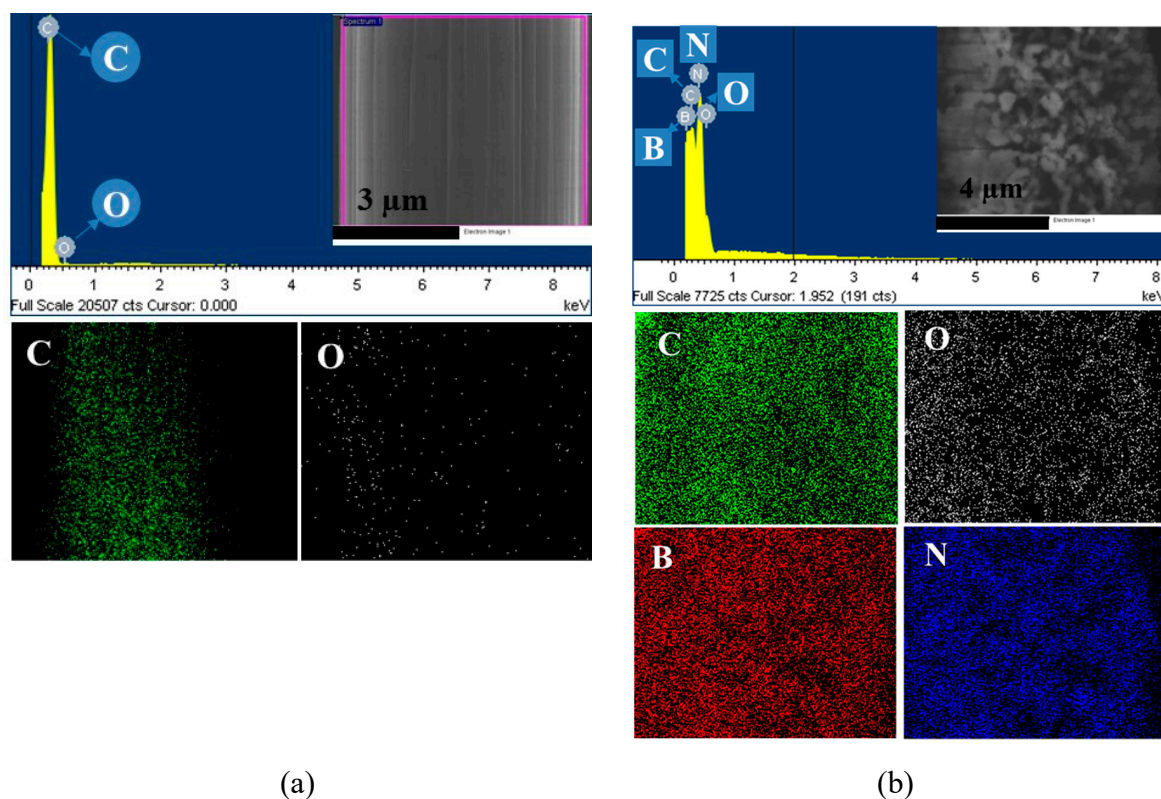 Spectrum 1
C
C
3 μm
O
O
Electron Image 1
0 1 2 3 4 5 6 7 8
Full Scale 20507 cts Cursor: 0.000
keV
C
O
(a)
N
C
N
C
O
B
O
B
4 μm
Electron Image 1
0 1 2 3 4 5 6 7 8
Full Scale 7725 cts Cursor: 1.952 (191 cts)
keV
C
O
B
N
(b)